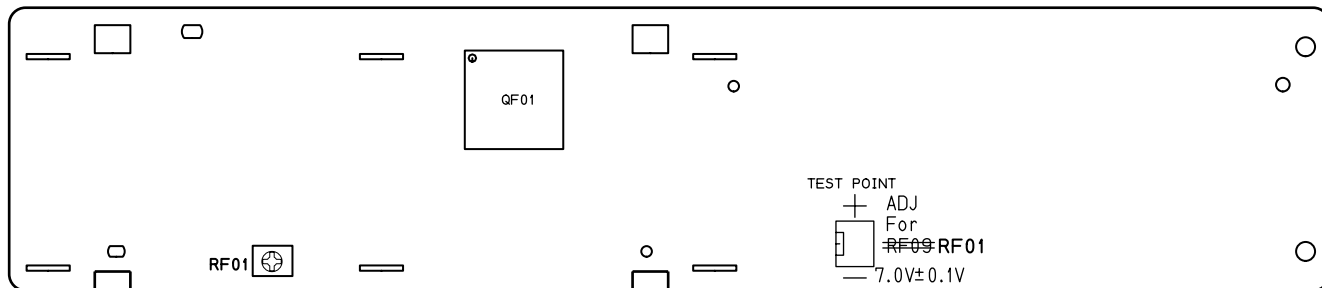 QF01
TEST POINT
+ ADJ
For
RF09 RF01
RF01
— 7.0V±0.1V